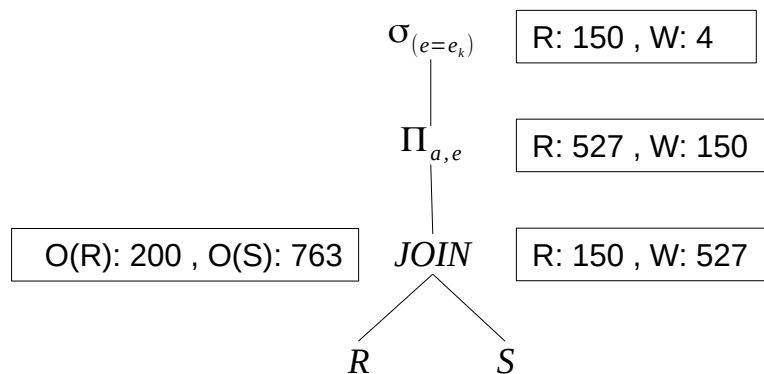 σ(e=eₖ) R: 150 , W: 4
Πa,e R: 527 , W: 150
O(R): 200 , O(S): 763 JOIN R: 150 , W: 527
R S